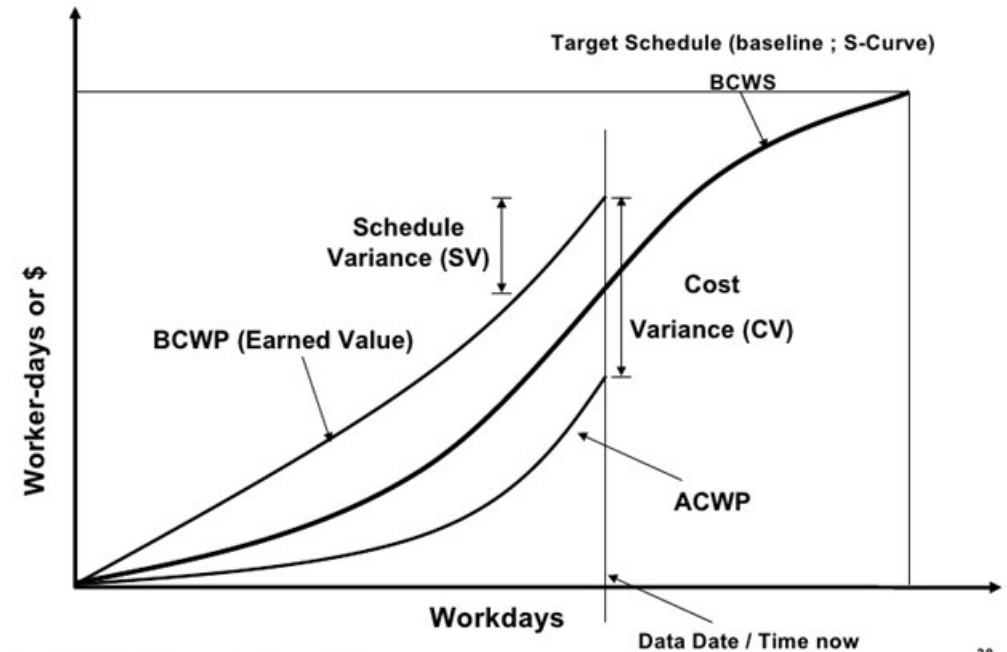 Target Schedule (baseline ; S-Curve)
BCWS
Schedule
Variance (SV)
Cost
Variance (CV)
BCWP (Earned Value)
Worker-days or $
ACWP
Workdays
Data Date / Time now